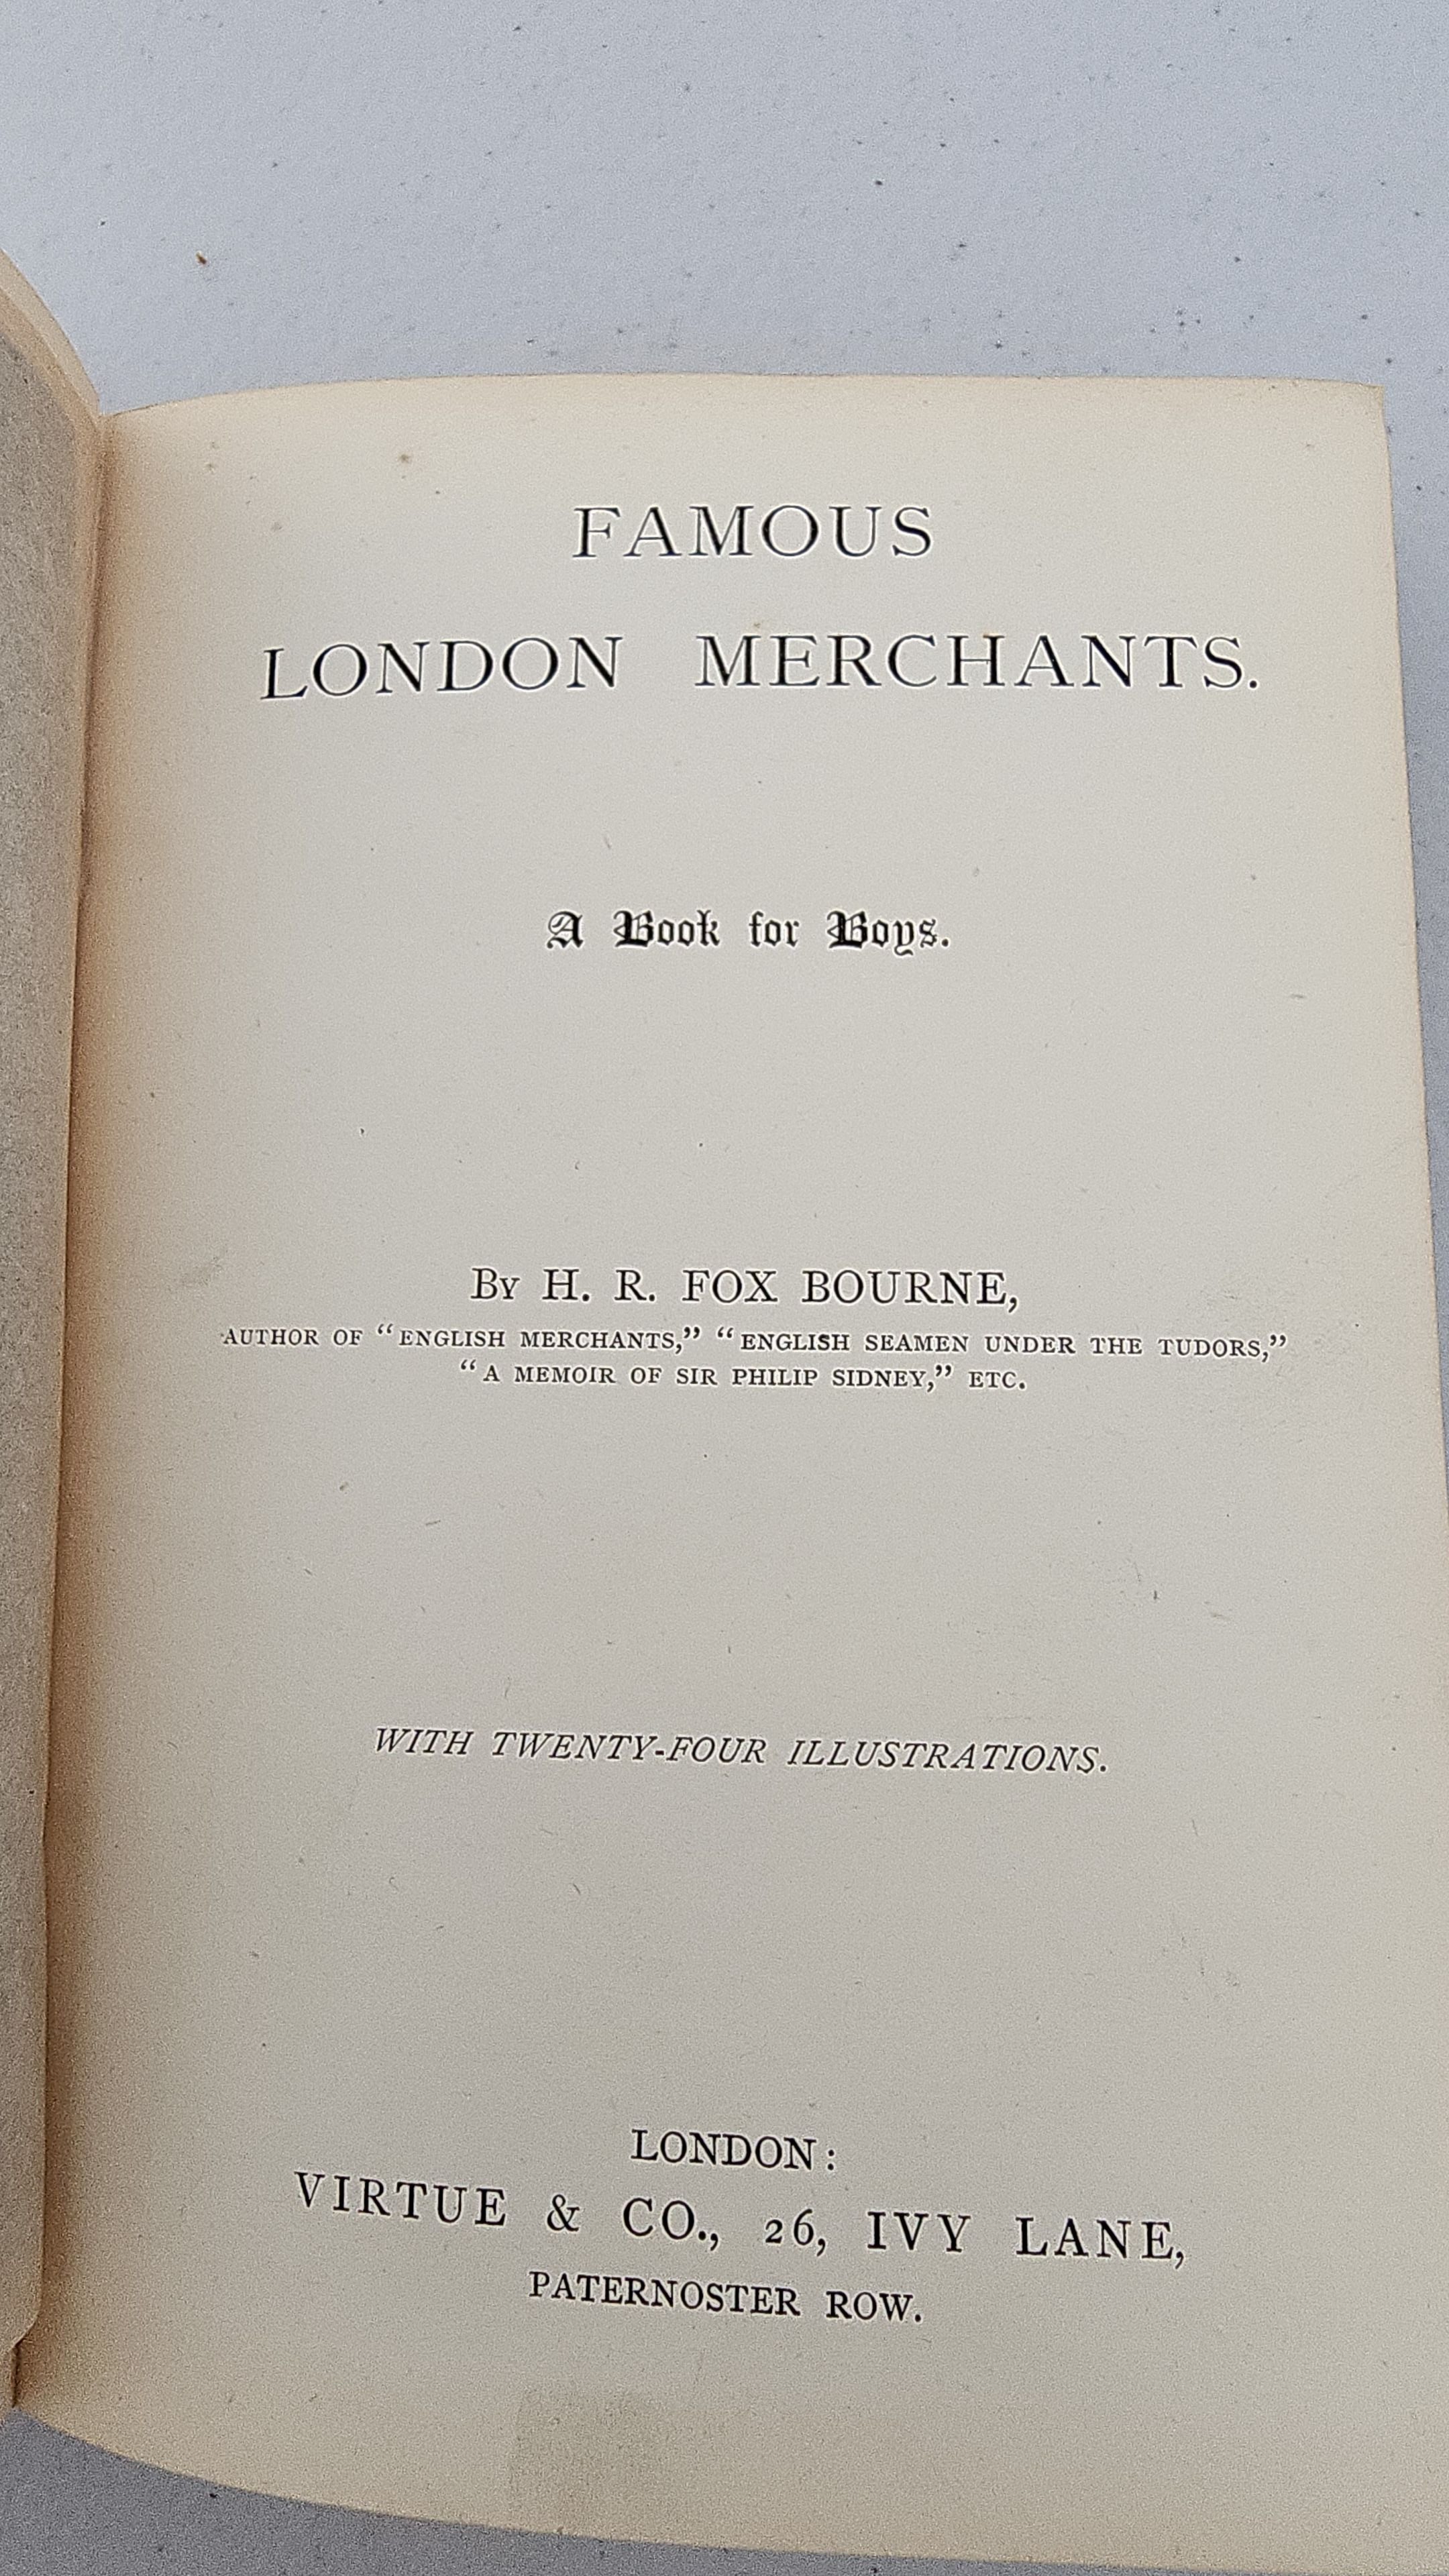 FAMOUS
LONDON MERCHANTS.
A Book for Boys.
By H. R. FOX BOURNE,
AUTHOR OF “ENGLISH MERCHANTS,” “ENGLISH SEAMEN UNDER THE TUDORS,”
“A MEMOIR OF SIR PHILIP SIDNEY,” ETC.
WITH TWENTY-FOUR ILLUSTRATIONS.
LONDON:
VIRTUE & CO., 26, IVY LANE,
PATERNOSTER ROW.